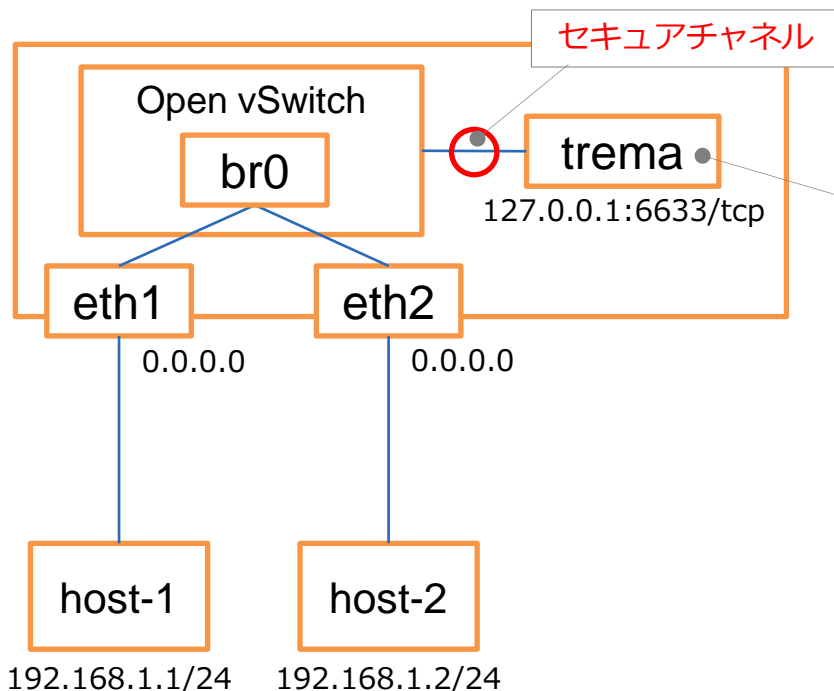 セキュアチャネル
Open vSwitch
br0
trema
127.0.0.1:6633/tcp
eth1
eth2
0.0.0.0
0.0.0.0
host-1
host-2
192.168.1.1/24
192.168.1.2/24